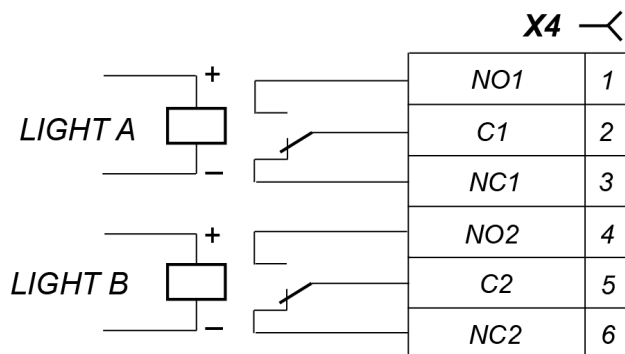 X4
+
NO1 1
LIGHT A
C1 2
−
NC1 3
+
NO2 4
LIGHT B
C2 5
−
NC2 6